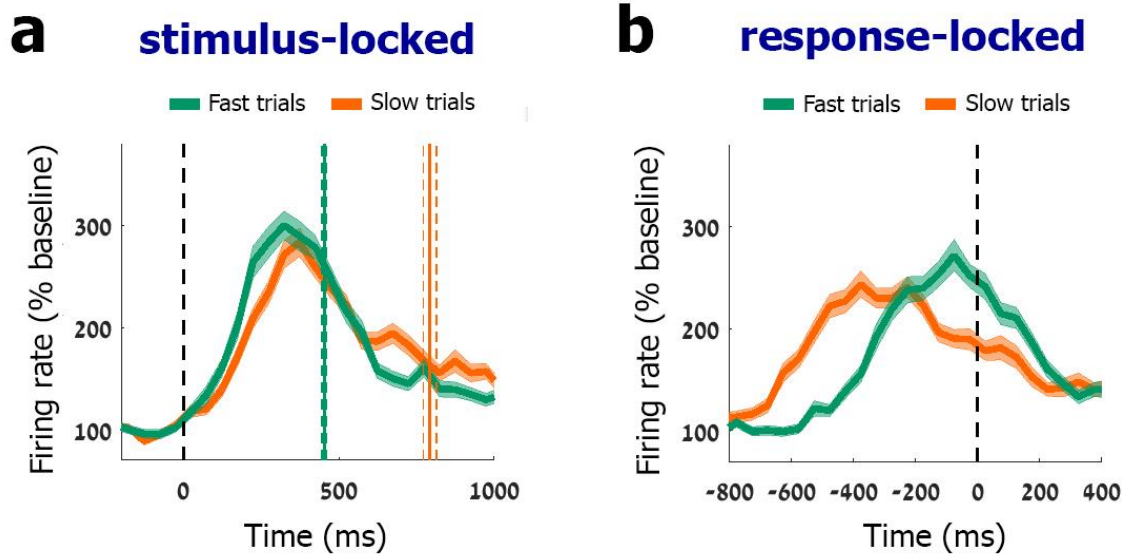 a
stimulus-locked
Fast trials
Slow trials
Firing rate (% baseline)
300
200
100
0
500
1000
Time (ms)
b
response-locked
Fast trials
Slow trials
Firing rate (% baseline)
300
200
100
-800
-600
-400
-200
0
200
400
Time (ms)